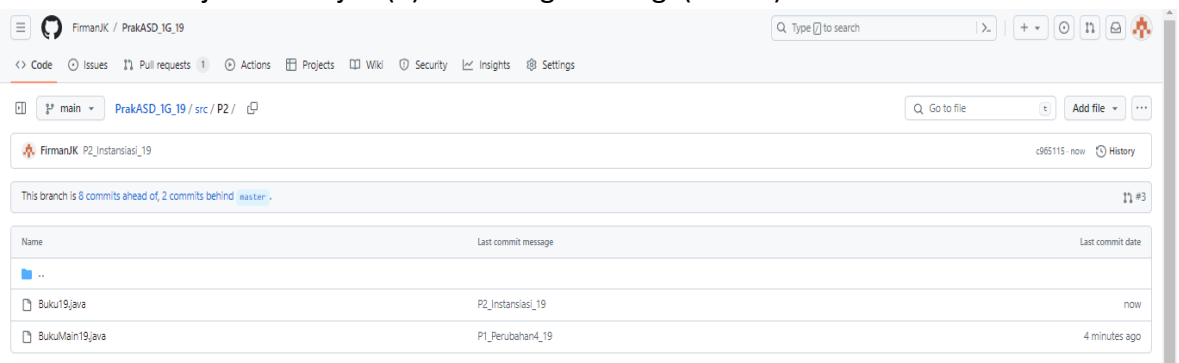 FirmanJK / PrakASD_1G_19
Type / to search
<> Code Issues Pull requests 1 Actions Projects Wiki Security Insights Settings
main PrakASD_1G_19 / src / P2 / Go to file t Add file
FirmanJK P2_Instansiasi_19 c965115 · now History
This branch is 8 commits ahead of, 2 commits behind master . #3
Name Last commit message Last commit date
..
Buku19.java P2_Instansiasi_19 now
BukuMain19.java P1_Perubahan4_19 4 minutes ago